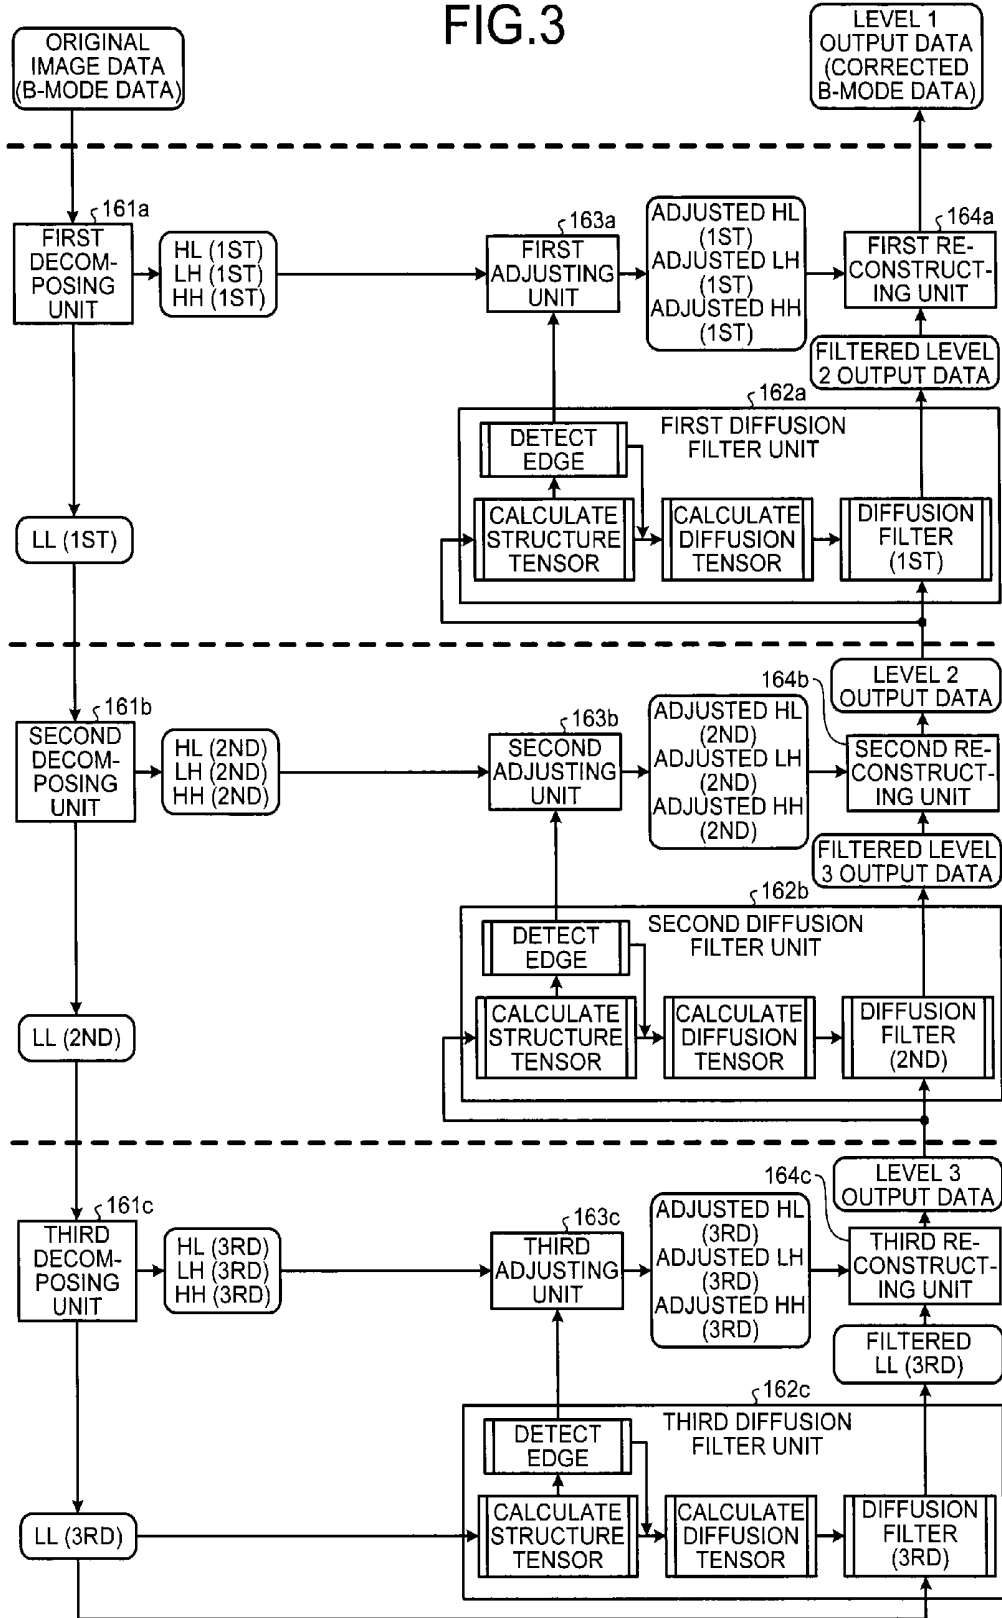 FIG.3
ORIGINAL
IMAGE DATA
(B-MODE DATA)
LEVEL 1
OUTPUT DATA
(CORRECTED
B-MODE DATA)
161a
FIRST
DECOM-
POSING
UNIT
HL (1ST)
LH (1ST)
HH (1ST)
163a
FIRST
ADJUSTING
UNIT
ADJUSTED HL
(1ST)
ADJUSTED LH
(1ST)
ADJUSTED HH
(1ST)
164a
FIRST RE-
CONSTRUCT-
ING UNIT
FILTERED LEVEL
2 OUTPUT DATA
162a
FIRST DIFFUSION
FILTER UNIT
DETECT
EDGE
CALCULATE
STRUCTURE
TENSOR
CALCULATE
DIFFUSION
TENSOR
DIFFUSION
FILTER
(1ST)
LL (1ST)
LEVEL 2
OUTPUT DATA
161b
SECOND
DECOM-
POSING
UNIT
HL (2ND)
LH (2ND)
HH (2ND)
163b
SECOND
ADJUSTING
UNIT
ADJUSTED HL
(2ND)
ADJUSTED LH
(2ND)
ADJUSTED HH
(2ND)
164b
SECOND RE-
CONSTRUCT-
ING UNIT
FILTERED LEVEL
3 OUTPUT DATA
162b
SECOND DIFFUSION
FILTER UNIT
DETECT
EDGE
CALCULATE
STRUCTURE
TENSOR
CALCULATE
DIFFUSION
TENSOR
DIFFUSION
FILTER
(2ND)
LL (2ND)
LEVEL 3
OUTPUT DATA
161c
THIRD
DECOM-
POSING
UNIT
HL (3RD)
LH (3RD)
HH (3RD)
163c
THIRD
ADJUSTING
UNIT
ADJUSTED HL
(3RD)
ADJUSTED LH
(3RD)
ADJUSTED HH
(3RD)
164c
THIRD RE-
CONSTRUCT-
ING UNIT
FILTERED
LL (3RD)
162c
THIRD DIFFUSION
FILTER UNIT
DETECT
EDGE
CALCULATE
STRUCTURE
TENSOR
CALCULATE
DIFFUSION
TENSOR
DIFFUSION
FILTER
(3RD)
LL (3RD)